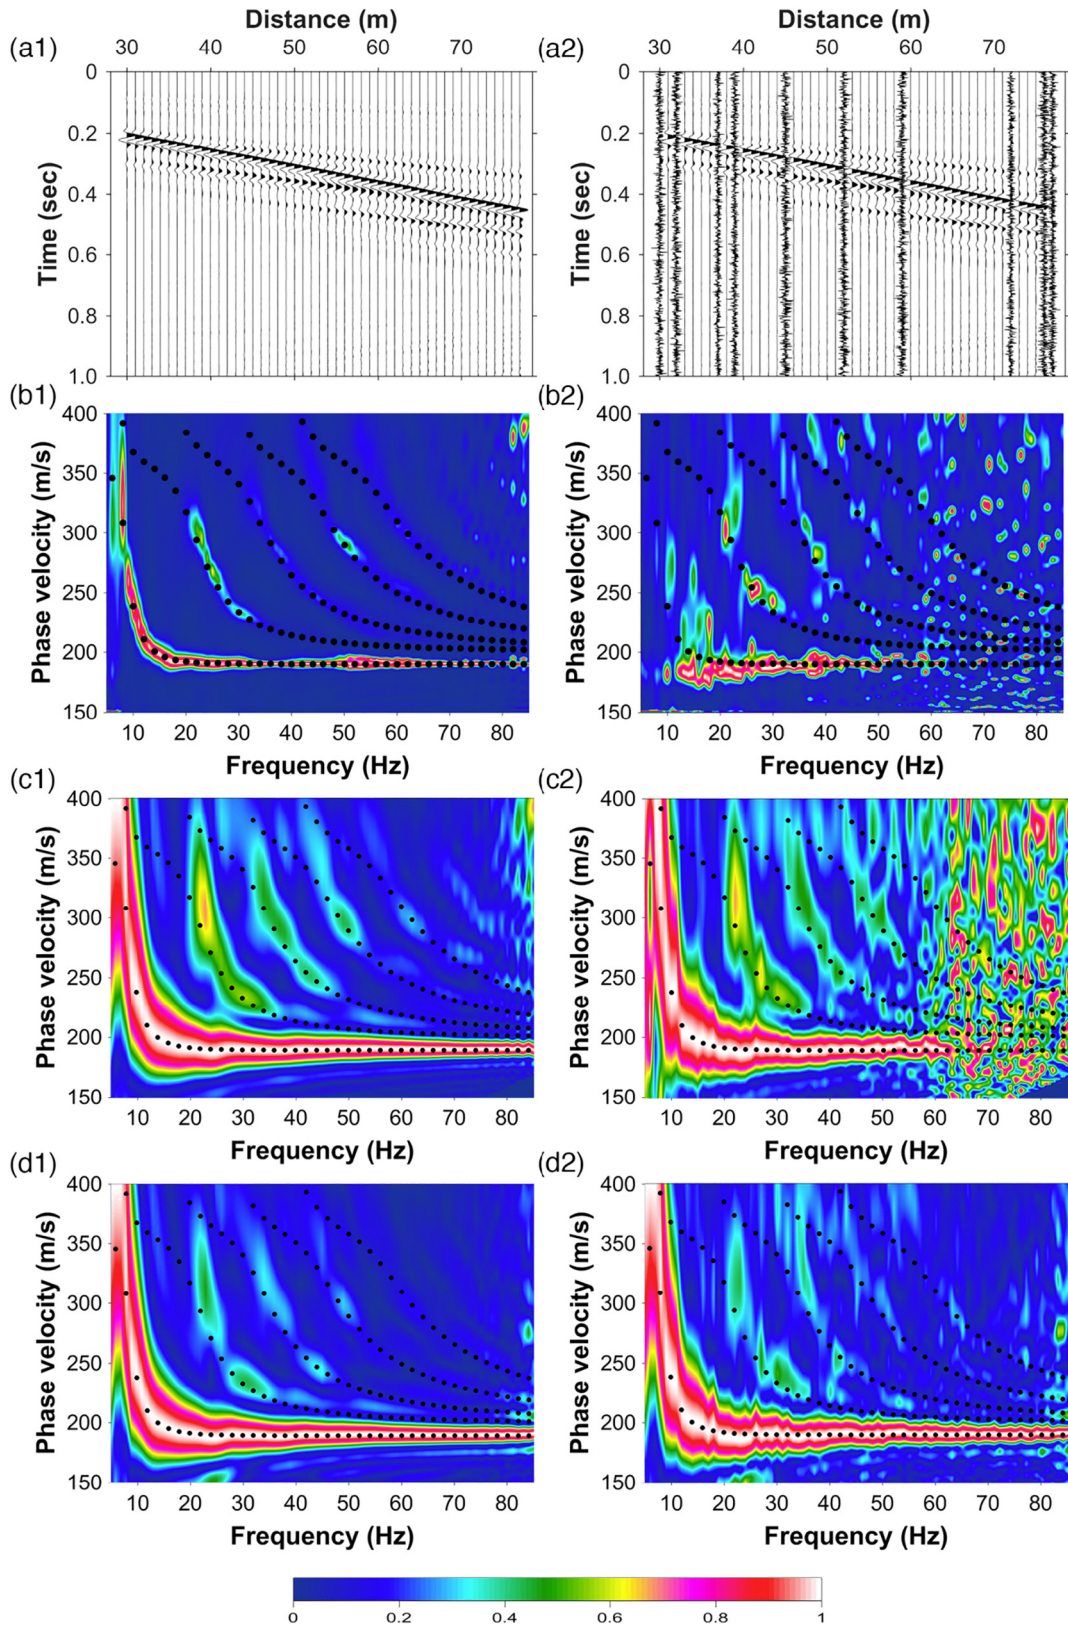 Distance (m) Distance (m)
(a1) 30 40 50 60 70 (a2) 30 40 50 60 70
0 0
0.2 0.2
0.4 0.4
0.6 0.6
0.8 0.8
1.0 1.0
Time (sec) Time (sec)
(b1) (b2)
400 400
350 350
300 300
250 250
200 200
150 150
Phase velocity (m/s) Phase velocity (m/s)
10 20 30 40 50 60 70 80 10 20 30 40 50 60 70 80
Frequency (Hz) Frequency (Hz)
(c1) (c2)
400 400
350 350
300 300
250 250
200 200
150 150
Phase velocity (m/s) Phase velocity (m/s)
10 20 30 40 50 60 70 80 10 20 30 40 50 60 70 80
Frequency (Hz) Frequency (Hz)
(d1) (d2)
400 400
350 350
300 300
250 250
200 200
150 150
Phase velocity (m/s) Phase velocity (m/s)
10 20 30 40 50 60 70 80 10 20 30 40 50 60 70 80
Frequency (Hz) Frequency (Hz)
0 0.2 0.4 0.6 0.8 1